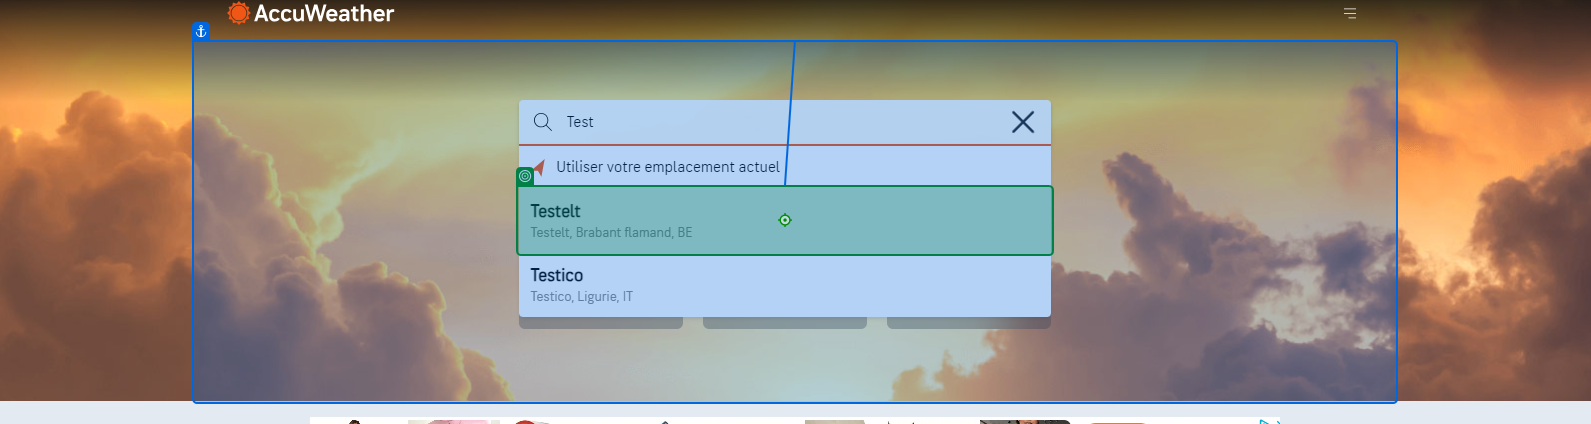 AccuWeather
Test
Utiliser votre emplacement actuel
Testelt
Testelt, Brabant flamand, BE
Testico
Testico, Ligurie, IT